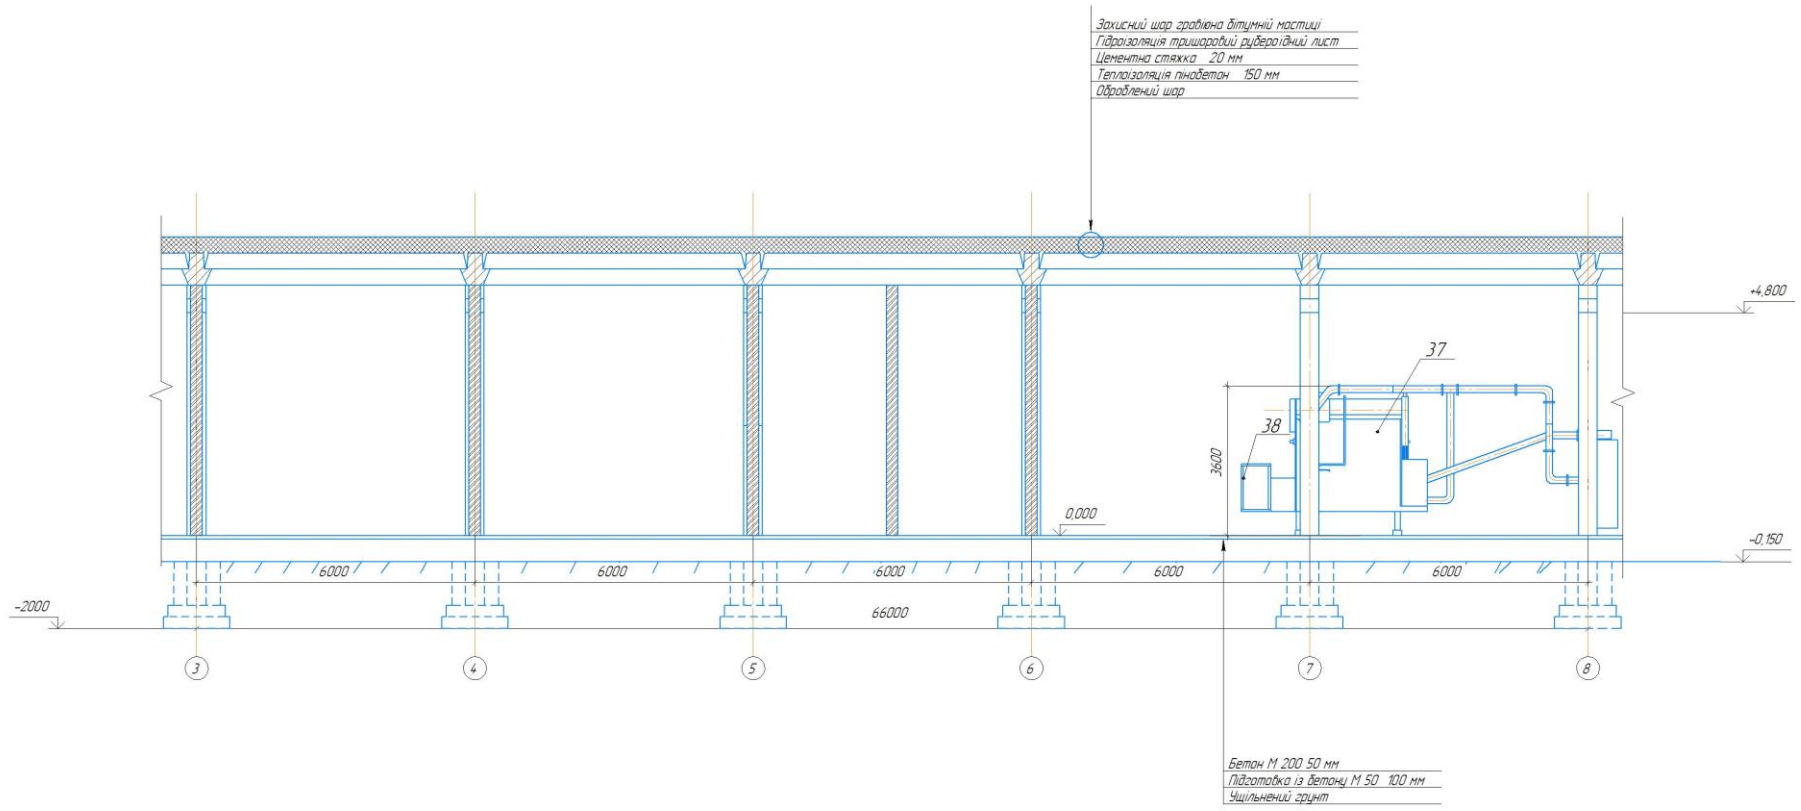 Захисний шар гравіюна бітумній мастиці
Гідроізоляція тришаровий рубероїдний лист
Цементна стяжка 20 мм
Теплоізоляція пінобетон 150 мм
Оброблений шар
+4,800
37
38
3600
0,000
-0,150
6000
6000
6000
6000
6000
-2000
66000
3
4
5
6
7
8
Бетон М 200 50 мм
Підготовка із бетону М 50 100 мм
Ущільнений грунт